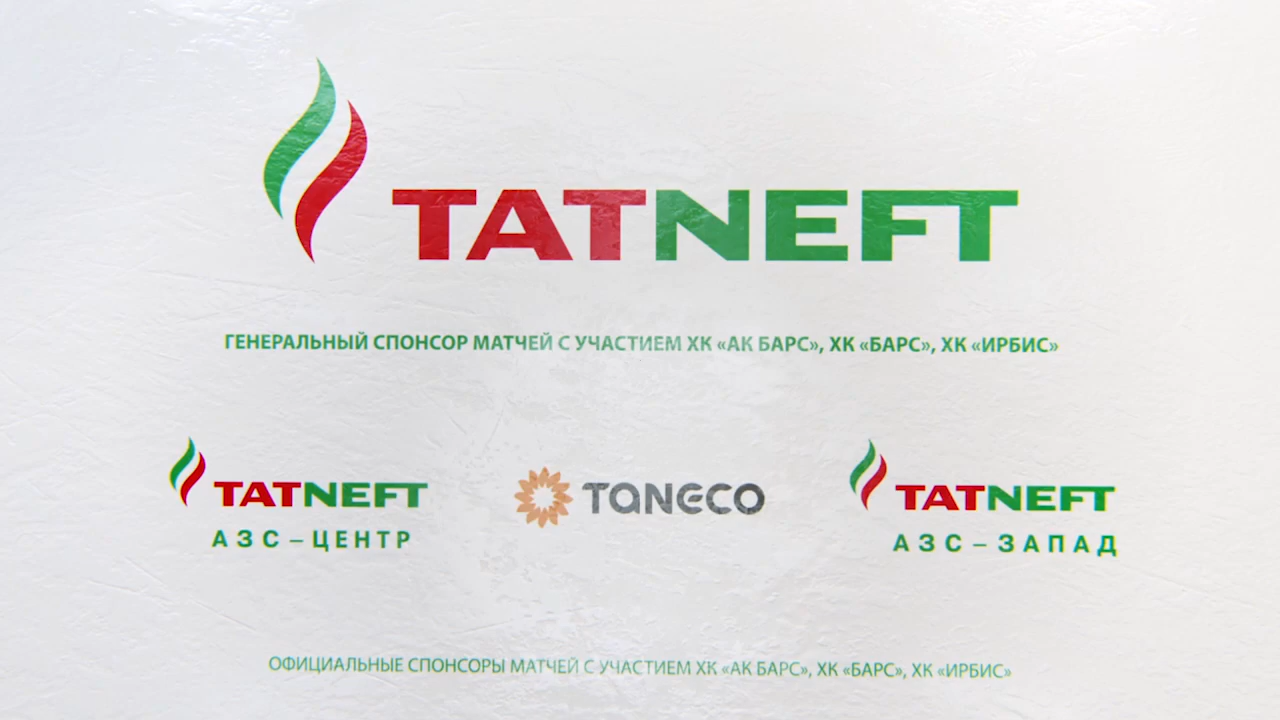 TATNEFT
ГЕНЕРАЛЬНЫЙ СПОНСОР МАТЧЕЙ С УЧАСТИЕМ ХК «АК БАРС», ХК «БАРС», ХК «ИРБИС»
TATNEFT
АЗС – ЦЕНТР
TANECO
TATNEFT
АЗС – ЗАПАД
ОФИЦИАЛЬНЫЕ СПОНСОРЫ МАТЧЕЙ С УЧАСТИЕМ ХК «АК БАРС», ХК «БАРС», ХК «ИРБИС»